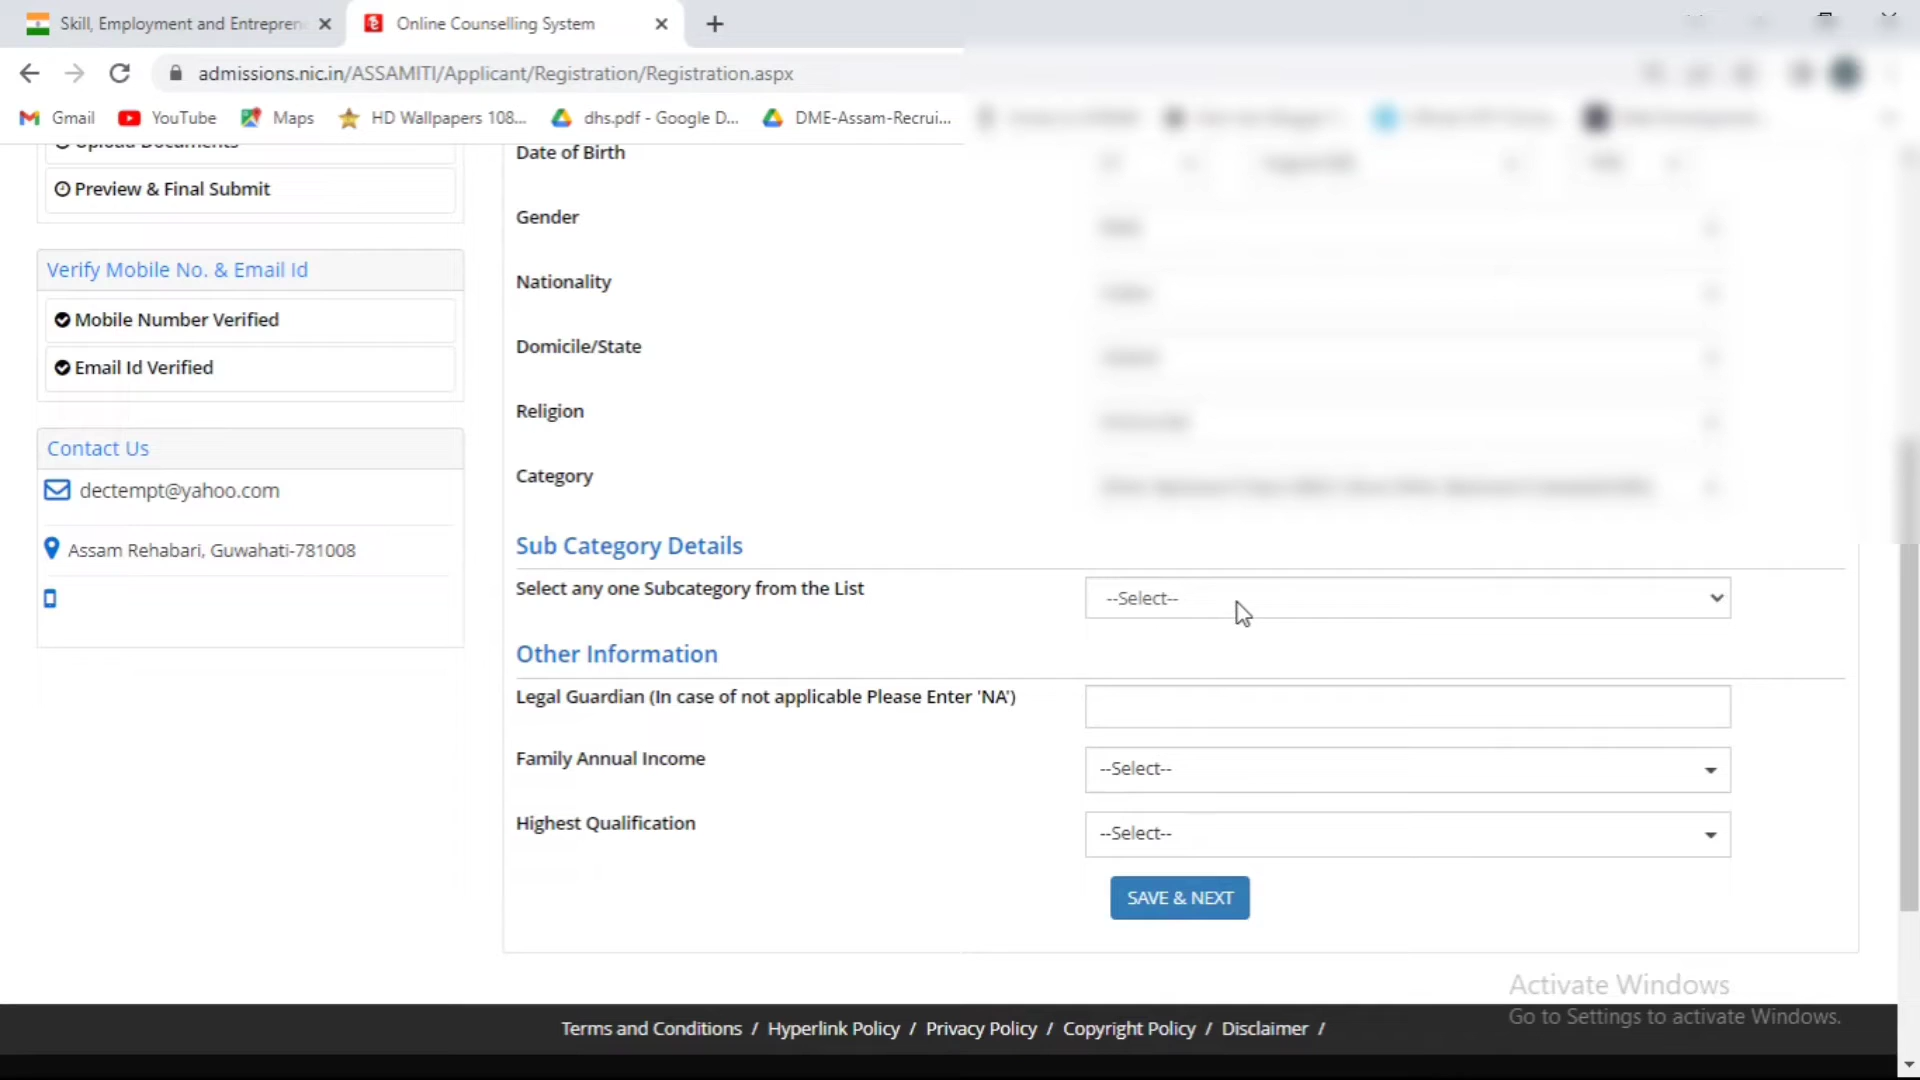 Skill, Employment and Entrepren
Online Counselling System
admissions.nic.in/ASSAMITI/Applicant/Registration/Registration.aspx
Gmail
YouTube
Maps
HD Wallpapers 108...
dhs.pdf - Google D...
DME-Assam-Recrui...
Upload Documents
Preview & Final Submit
Verify Mobile No. & Email Id
Mobile Number Verified
Email Id Verified
Contact Us
dectempt@yahoo.com
Assam Rehabari, Guwahati-781008
Date of Birth
Gender
Nationality
Domicile/State
Religion
Category
Sub Category Details
Select any one Subcategory from the List
--Select--
Other Information
Legal Guardian (In case of not applicable Please Enter 'NA')
Family Annual Income
--Select--
Highest Qualification
--Select--
SAVE & NEXT
Activate Windows
Go to Settings to activate Windows.
Terms and Conditions / Hyperlink Policy / Privacy Policy / Copyright Policy / Disclaimer /